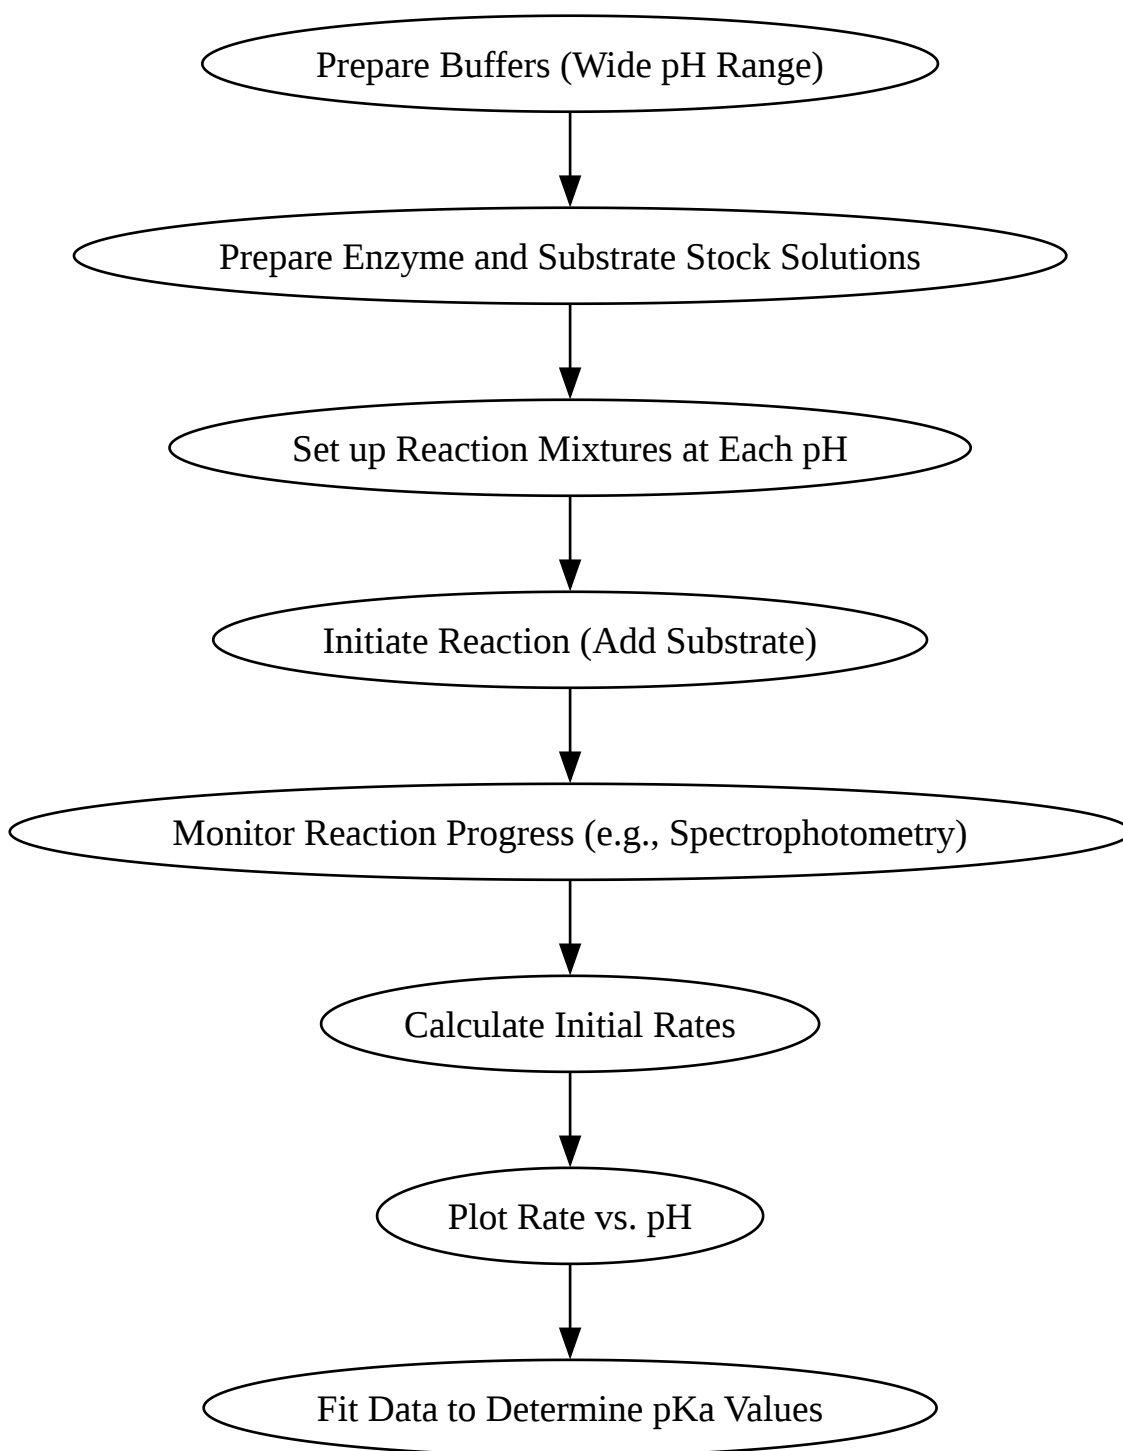 Prepare Buffers (Wide pH Range)
Prepare Enzyme and Substrate Stock Solutions
Set up Reaction Mixtures at Each pH
Initiate Reaction (Add Substrate)
Monitor Reaction Progress (e.g., Spectrophotometry)
Calculate Initial Rates
Plot Rate vs. pH
Fit Data to Determine pKa Values